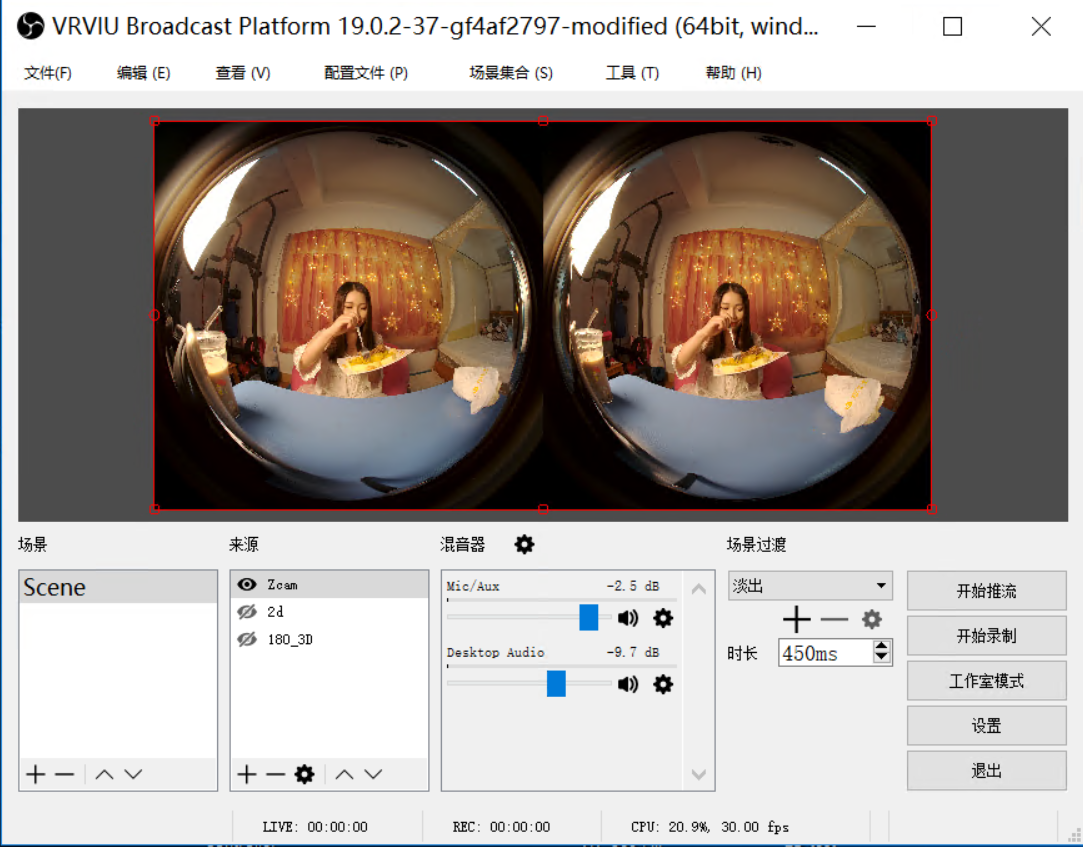 VRVIU Broadcast Platform 19.0.2-37-gf4af2797-modified (64bit, wind...
文件(F) 编辑 (E) 查看 (V) 配置文件 (P) 场景集合 (S) 工具 (T) 帮助 (H)
场景
Scene
来源
Zcam
2d
180_3D
混音器
Mic/Aux -2.5 dB
Desktop Audio -9.7 dB
场景过渡
淡出
时长 450ms
开始推流
开始录制
工作室模式
设置
退出
LIVE: 00:00:00 REC: 00:00:00 CPU: 20.9%, 30.00 fps